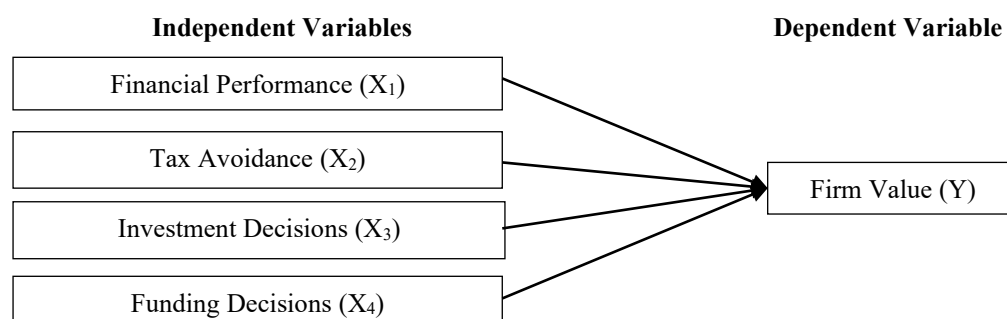 Independent Variables
Dependent Variable
Financial Performance (X₁)
Tax Avoidance (X₂)
Firm Value (Y)
Investment Decisions (X₃)
Funding Decisions (X₄)